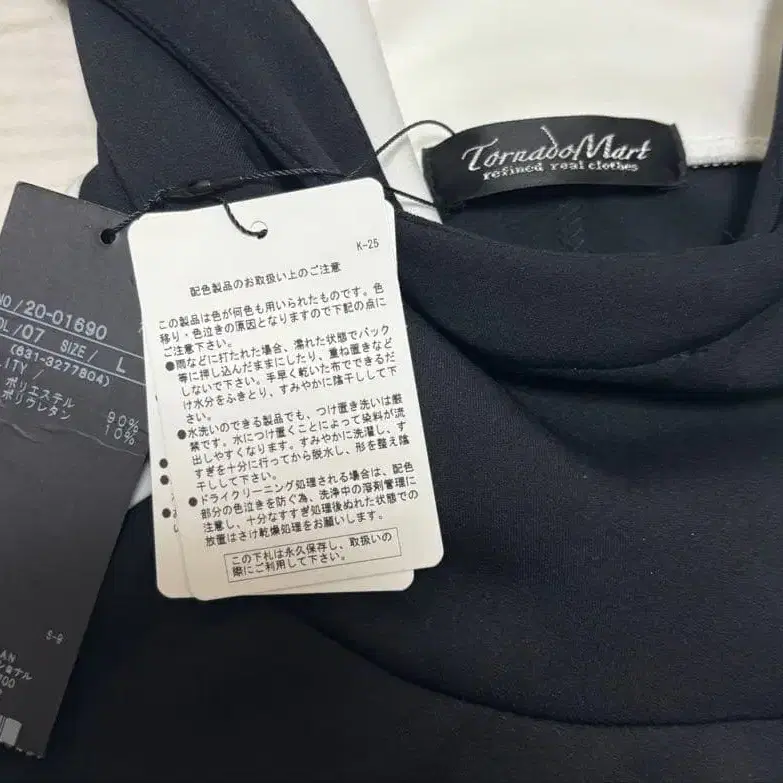 TornadoMart
refined real clothes
K-25
配色製品のお取扱い上のご注意
この製品は色が何色も用いられたものです。色
移り・色泣きの原因となりますので下記の点に
ご注意下さい。
●雨などに打たれた場合、濡れた状態でバック
等に押し込んだままにしたり、重ね置きなど
しないで下さい。手早く乾いた布でできるだ
け水分をふきとり、すみやかに陰干しして下
さい。
●水洗いのできる製品でも、つけ置き洗いは厳
禁です。水につけ置くことによって染料が流
出しやすくなります。すみやかに洗濯し、す
すぎを十分に行ってから脱水し、形を整え陰
干しして下さい。
●ドライクリーニング処理される場合は、配色
部分の色泣きを防ぐ為、洗浄中の溶剤管理に
注意し、十分なすすぎ処理後ぬれた状態での
放置はさけ乾燥処理をお願いします。
この下札は永久保存し、取扱いの
際にご利用して下さい。
NO/20-01690
OL/07 SIZE L
(631-3277804)
LITY/
ポリエステル 90%
ポリウレタン 10%
S-9
AN